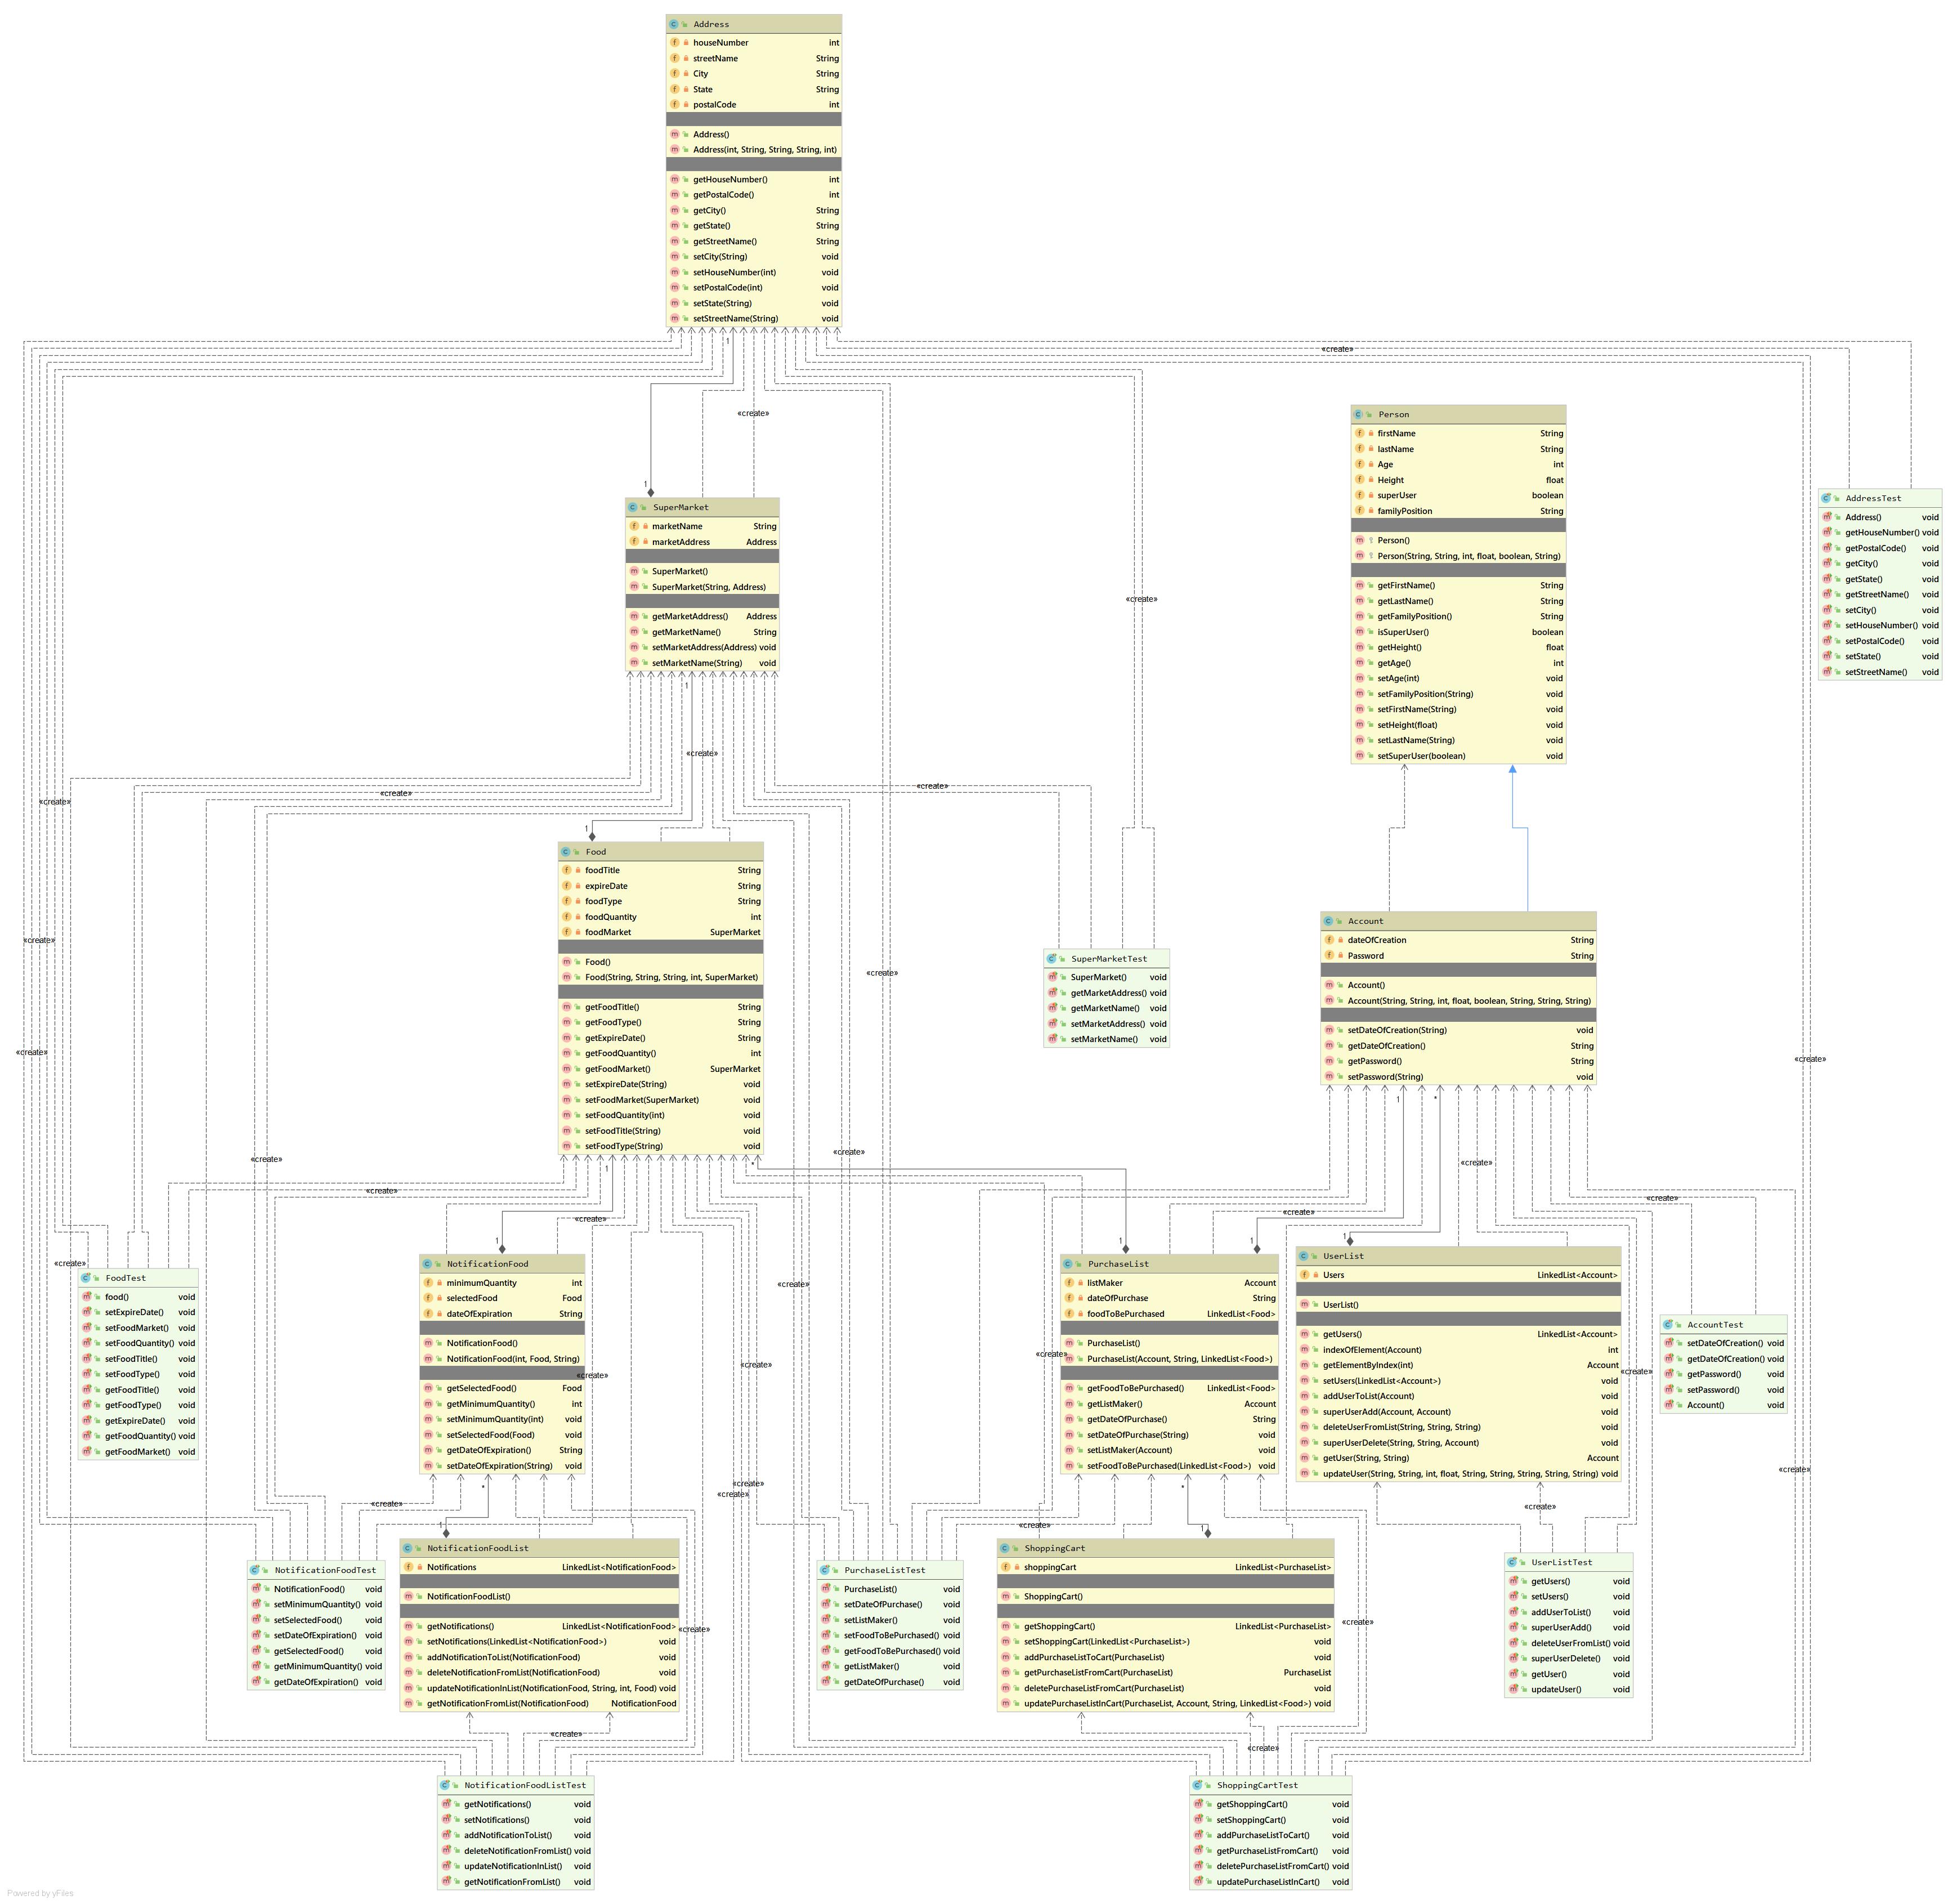 Address
houseNumber int
streetName String
City String
State String
postalCode int
Address()
Address(int, String, String, String, int)
getHouseNumber() int
getPostalCode() int
getCity() String
getState() String
getStreetName() String
setCity(String) void
setHouseNumber(int) void
setPostalCode(int) void
setState(String) void
setStreetName(String) void
1
«create»
«create»
1
SuperMarket
marketName String
marketAddress Address
SuperMarket()
SuperMarket(String, Address)
getMarketAddress() Address
getMarketName() String
setMarketAddress(Address) void
setMarketName(String) void
1
«create»
Person
firstName String
lastName String
Age int
Height float
superUser boolean
familyPosition String
Person()
Person(String, String, int, float, boolean, String)
getFirstName() String
getLastName() String
getFamilyPosition() String
isSuperUser() boolean
getHeight() float
getAge() int
setAge(int) void
setFamilyPosition(String) void
setFirstName(String) void
setHeight(float) void
setLastName(String) void
setSuperUser(boolean) void
AddressTest
Address() void
getHouseNumber() void
getPostalCode() void
getCity() void
getState() void
getStreetName() void
setCity() void
setHouseNumber() void
setPostalCode() void
setState() void
setStreetName() void
«create»
«create»
«create»
«create»
1
Food
foodTitle String
expireDate String
foodType String
foodQuantity int
foodMarket SuperMarket
Food()
Food(String, String, String, int, SuperMarket)
getFoodTitle() String
getFoodType() String
getExpireDate() String
getFoodQuantity() int
getFoodMarket() SuperMarket
setExpireDate(String) void
setFoodMarket(SuperMarket) void
setFoodQuantity(int) void
setFoodTitle(String) void
setFoodType(String) void
1
*
SuperMarketTest
SuperMarket() void
getMarketAddress() void
getMarketName() void
setMarketAddress() void
setMarketName() void
Account
dateOfCreation String
Password String
Account()
Account(String, String, int, float, boolean, String, String, String)
setDateOfCreation(String) void
getDateOfCreation() String
getPassword() String
setPassword(String) void
1
*
«create»
«create»
«create»
«create»
«create»
«create»
«create»
«create»
«create»
«create»
«create»
«create»
«create»
FoodTest
food() void
setExpireDate() void
setFoodMarket() void
setFoodQuantity() void
setFoodTitle() void
setFoodType() void
getFoodTitle() void
getFoodType() void
getExpireDate() void
getFoodQuantity() void
getFoodMarket() void
1
NotificationFood
minimumQuantity int
selectedFood Food
dateOfExpiration String
NotificationFood()
NotificationFood(int, Food, String)
getSelectedFood() Food
getMinimumQuantity() int
setMinimumQuantity(int) void
setSelectedFood(Food) void
getDateOfExpiration() String
setDateOfExpiration(String) void
*
«create»
«create»
1
1
PurchaseList
listMaker Account
dateOfPurchase String
foodToBePurchased LinkedList<Food>
PurchaseList()
PurchaseList(Account, String, LinkedList<Food>)
getFoodToBePurchased() LinkedList<Food>
getListMaker() Account
getDateOfPurchase() String
setDateOfPurchase(String) void
setListMaker(Account) void
setFoodToBePurchased(LinkedList<Food>) void
*
«create»
1
UserList
Users LinkedList<Account>
UserList()
getUsers() LinkedList<Account>
indexOfElement(Account) int
getElementByIndex(int) Account
setUsers(LinkedList<Account>) void
addUserToList(Account) void
superUserAdd(Account, Account) void
deleteUserFromList(String, String, String) void
superUserDelete(String, String, Account) void
getUser(String, String) Account
updateUser(String, String, int, float, String, String, String, String, String) void
«create»
AccountTest
setDateOfCreation() void
getDateOfCreation() void
getPassword() void
setPassword() void
Account() void
«create»
«create»
«create»
«create»
«create»
«create»
NotificationFoodTest
NotificationFood() void
setMinimumQuantity() void
setSelectedFood() void
setDateOfExpiration() void
getSelectedFood() void
getMinimumQuantity() void
getDateOfExpiration() void
1
NotificationFoodList
Notifications LinkedList<NotificationFood>
NotificationFoodList()
getNotifications() LinkedList<NotificationFood>
setNotifications(LinkedList<NotificationFood>) void
addNotificationToList(NotificationFood) void
deleteNotificationFromList(NotificationFood) void
updateNotificationInList(NotificationFood, String, int, Food) void
getNotificationFromList(NotificationFood) NotificationFood
«create»
«create»
PurchaseListTest
PurchaseList() void
setDateOfPurchase() void
setListMaker() void
setFoodToBePurchased() void
getFoodToBePurchased() void
getListMaker() void
getDateOfPurchase() void
1
ShoppingCart
shoppingCart LinkedList<PurchaseList>
ShoppingCart()
getShoppingCart() LinkedList<PurchaseList>
setShoppingCart(LinkedList<PurchaseList>) void
addPurchaseListToCart(PurchaseList) void
getPurchaseListFromCart(PurchaseList) PurchaseList
deletePurchaseListFromCart(PurchaseList) void
updatePurchaseListInCart(PurchaseList, Account, String, LinkedList<Food>) void
«create»
«create»
UserListTest
getUsers() void
setUsers() void
addUserToList() void
superUserAdd() void
deleteUserFromList() void
superUserDelete() void
getUser() void
updateUser() void
NotificationFoodListTest
getNotifications() void
setNotifications() void
addNotificationToList() void
deleteNotificationFromList() void
updateNotificationInList() void
getNotificationFromList() void
ShoppingCartTest
getShoppingCart() void
setShoppingCart() void
addPurchaseListToCart() void
getPurchaseListFromCart() void
deletePurchaseListFromCart() void
updatePurchaseListInCart() void
Powered by yFiles